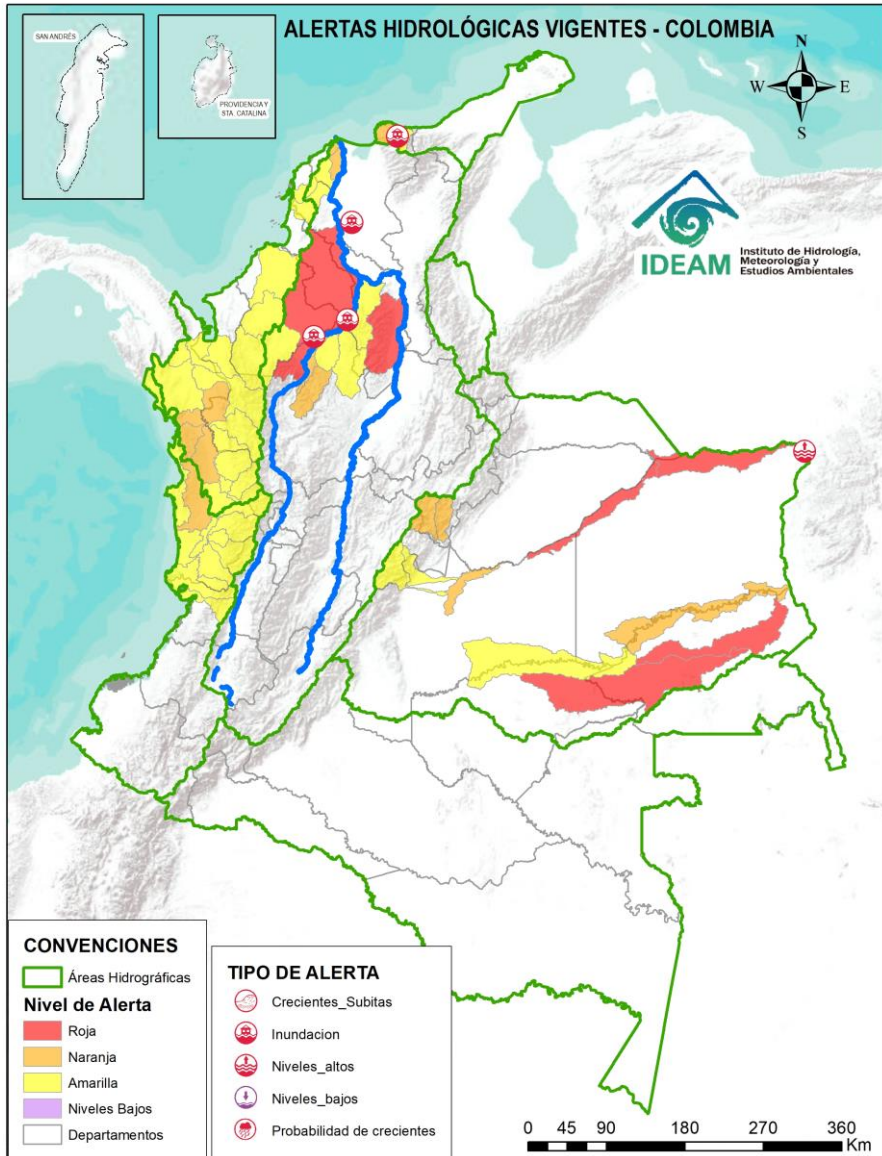 ALERTAS HIDROLÓGICAS VIGENTES - COLOMBIA
SAN ANDRÉS
PROVIDENCIA Y
STA. CATALINA
N
W
E
S
IDEAM
Instituto de Hidrología,
Meteorología y
Estudios Ambientales
CONVENCIONES
Áreas Hidrográficas
Nivel de Alerta
Roja
Naranja
Amarilla
Niveles Bajos
Departamentos
TIPO DE ALERTA
Crecientes_Subitas
Inundacion
Niveles_altos
Niveles_bajos
Probabilidad de crecientes
0 45 90 180 270 360
Km